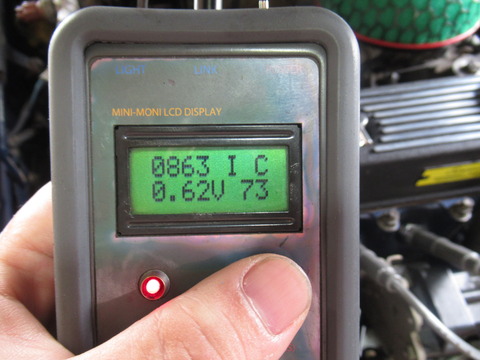 MINI-MONI LCD DISPLAY
0863 I C
0.62V 73